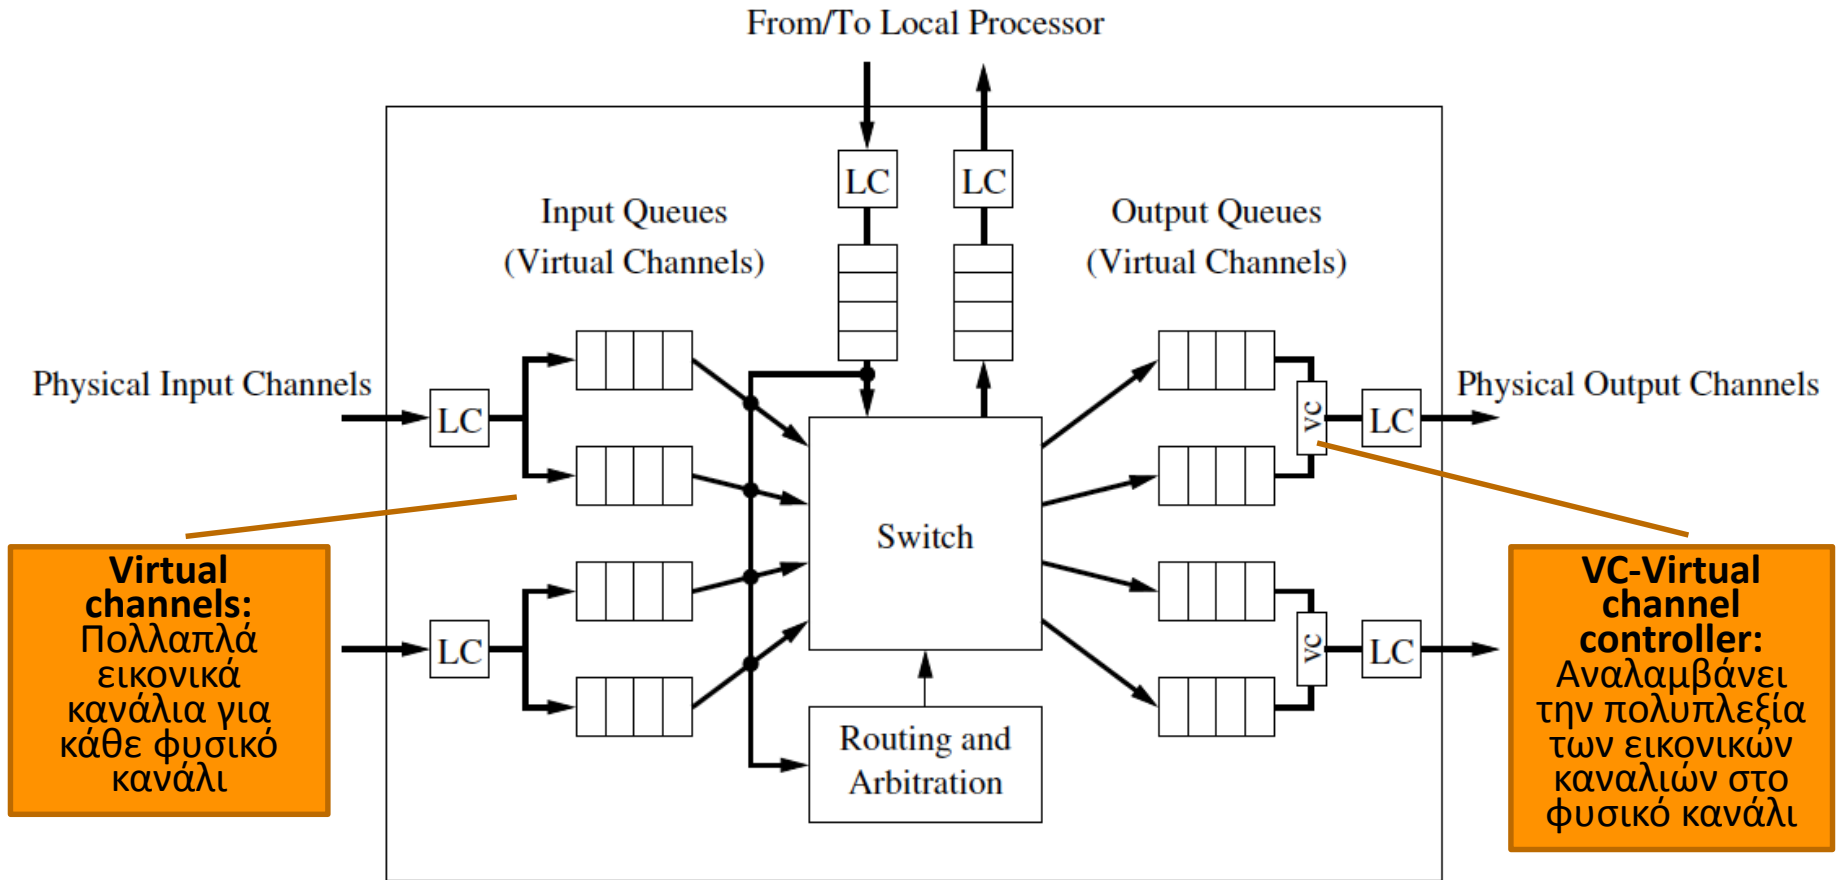 From/To Local Processor
LC
LC
Input Queues
(Virtual Channels)
Output Queues
(Virtual Channels)
Physical Input Channels
LC
VC
LC
Physical Output Channels
Switch
Virtual
channels:
Πολλαπλά
εικονικά
κανάλια για
κάθε φυσικό
κανάλι
LC
VC
LC
VC-Virtual
channel
controller:
Αναλαμβάνει
την πολυπλεξία
των εικονικών
καναλιών στο
φυσικό κανάλι
Routing and
Arbitration